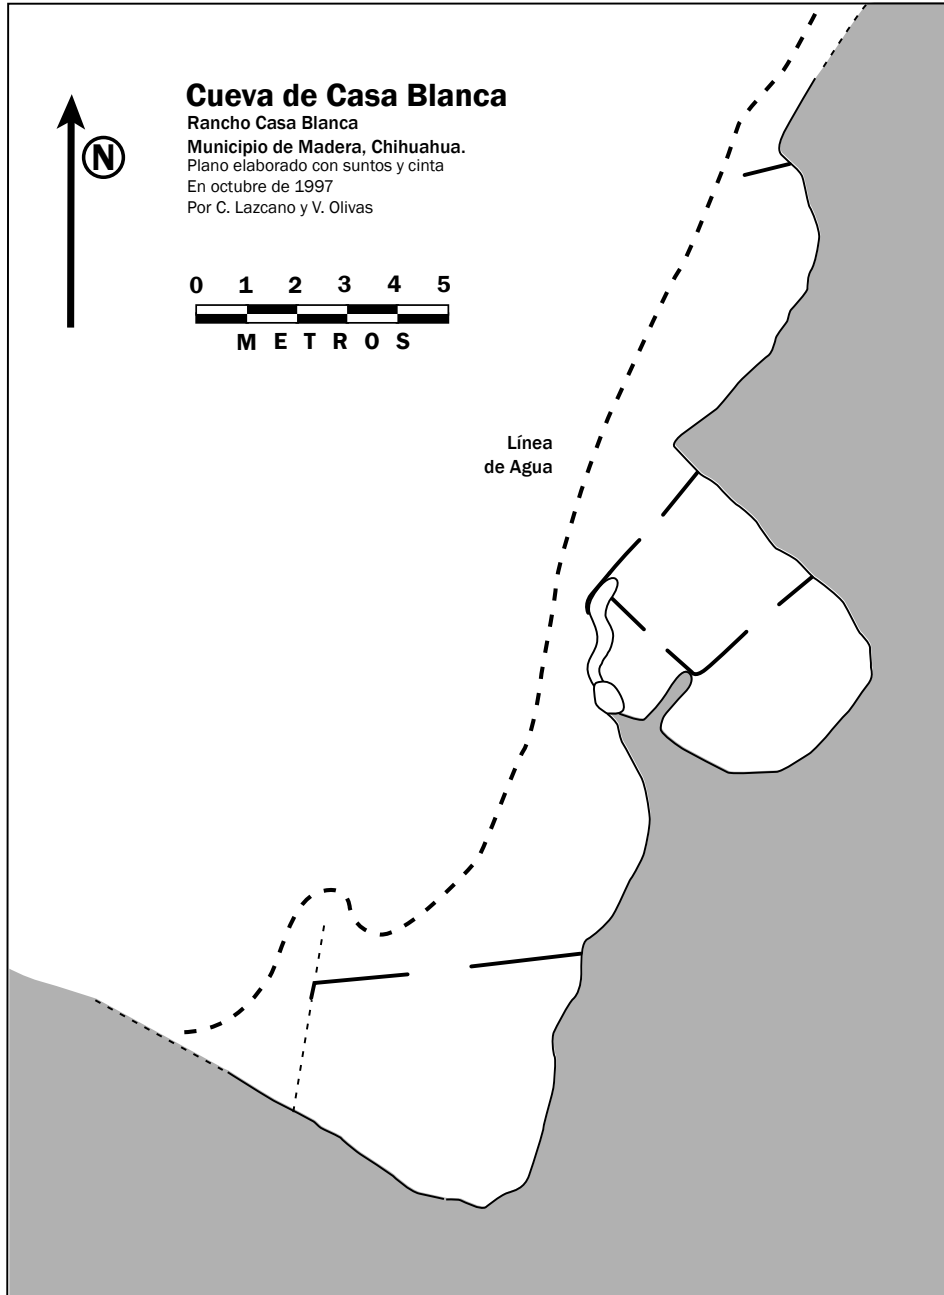 Cueva de Casa Blanca
Rancho Casa Blanca
Municipio de Madera, Chihuahua.
Plano elaborado con suntos y cinta
En octubre de 1997
Por C. Lazcano y V. Olivas
N
0 1 2 3 4 5
METROS
Línea
de Agua